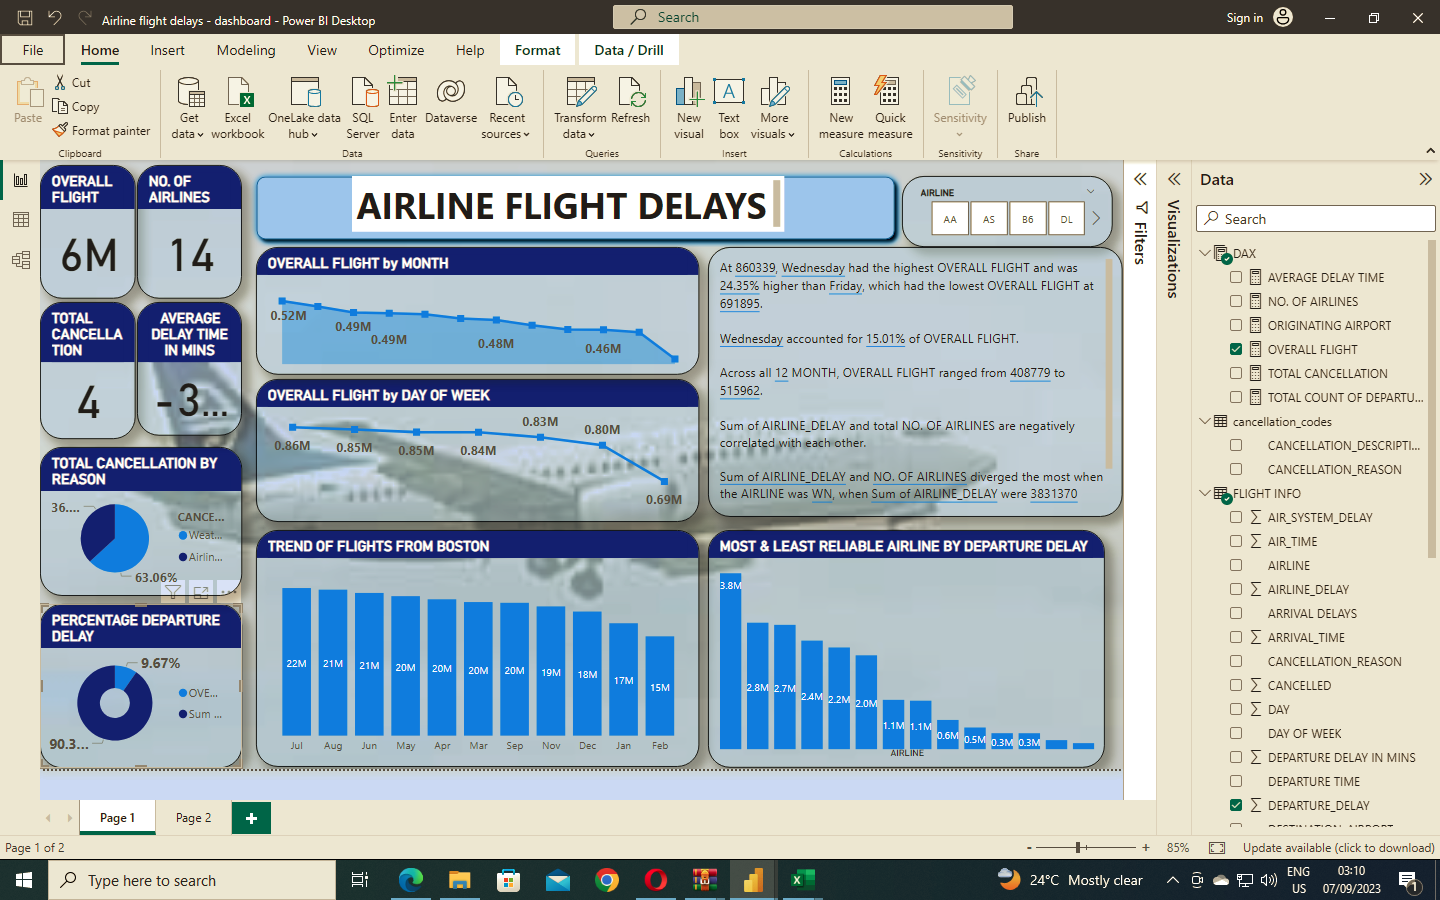 Airline flight delays - dashboard - Power BI Desktop
Search
Sign in
File
Home
Insert
Modeling
View
Optimize
Help
Format
Data / Drill
Paste
Cut
Copy
Format painter
Clipboard
Get data
Excel workbook
OneLake data hub
SQL Server
Enter data
Dataverse
Recent sources
Data
Transform data
Refresh
Queries
New visual
Text box
More visuals
Insert
New measure
Quick measure
Calculations
Sensitivity
Sensitivity
Publish
Share
OVERALL FLIGHT
6M
NO. OF AIRLINES
14
TOTAL CANCELLA TION
4
AVERAGE DELAY TIME IN MINS
-3...
TOTAL CANCELLATION BY REASON
36....
63.06%
CANCE...
Weat...
Airlin...
PERCENTAGE DEPARTURE DELAY
9.67%
90.3...
OVE...
Sum ...
AIRLINE FLIGHT DELAYS
AIRLINE
AA
AS
B6
DL
OVERALL FLIGHT by MONTH
0.52M
0.49M
0.49M
0.48M
0.46M
OVERALL FLIGHT by DAY OF WEEK
0.86M
0.85M
0.85M
0.84M
0.83M
0.80M
0.69M
At 860339, Wednesday had the highest OVERALL FLIGHT and was
24.35% higher than Friday, which had the lowest OVERALL FLIGHT at
691895.
Wednesday accounted for 15.01% of OVERALL FLIGHT.
Across all 12 MONTH, OVERALL FLIGHT ranged from 408779 to
515962.
Sum of AIRLINE_DELAY and total NO. OF AIRLINES are negatively
correlated with each other.
Sum of AIRLINE_DELAY and NO. OF AIRLINES diverged the most when
the AIRLINE was WN, when Sum of AIRLINE_DELAY were 3831370
TREND OF FLIGHTS FROM BOSTON
22M
21M
21M
20M
20M
20M
20M
19M
18M
17M
15M
Jul
Aug
Jun
May
Apr
Mar
Sep
Nov
Dec
Jan
Feb
MOST & LEAST RELIABLE AIRLINE BY DEPARTURE DELAY
3.8M
2.8M
2.7M
2.4M
2.2M
2.0M
1.1M
1.1M
0.6M
0.5M
0.3M
0.3M
AIRLINE
Filters
Visualizations
Data
Search
DAX
AVERAGE DELAY TIME
NO. OF AIRLINES
ORIGINATING AIRPORT
OVERALL FLIGHT
TOTAL CANCELLATION
TOTAL COUNT OF DEPARTU...
cancellation_codes
CANCELLATION_DESCRIPTI...
CANCELLATION_REASON
FLIGHT INFO
AIR_SYSTEM_DELAY
AIR_TIME
AIRLINE
AIRLINE_DELAY
ARRIVAL DELAYS
ARRIVAL_TIME
CANCELLATION_REASON
CANCELLED
DAY
DAY OF WEEK
DEPARTURE DELAY IN MINS
DEPARTURE TIME
DEPARTURE_DELAY
Page 1
Page 2
Page 1 of 2
85%
Update available (click to download)
Type here to search
24°C Mostly clear
ENG
US
03:10
07/09/2023
1